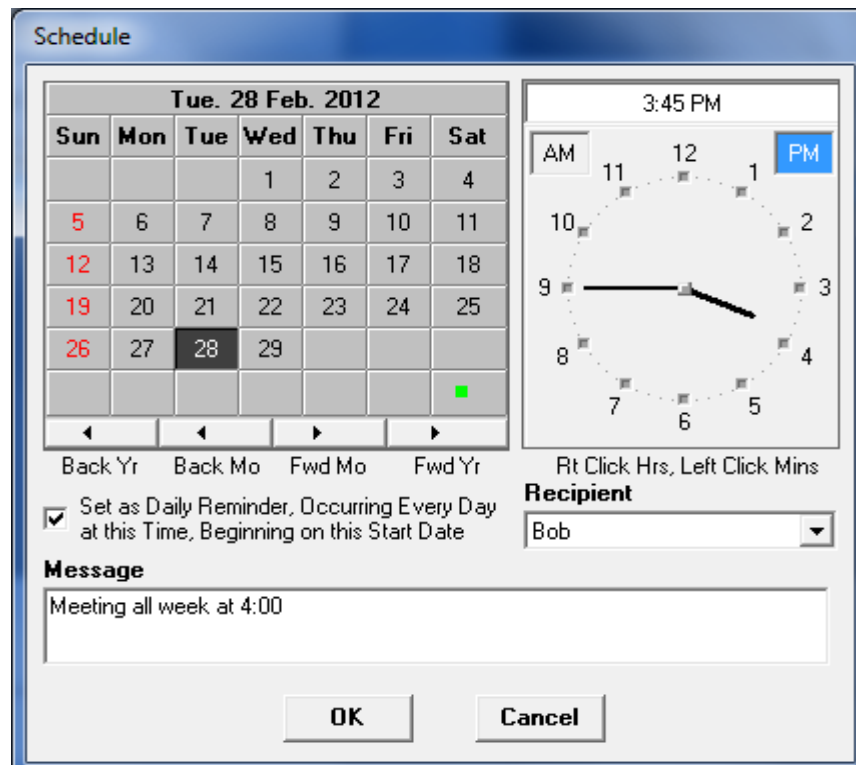 Schedule
Tue. 28 Feb. 2012
Sun Mon Tue Wed Thu Fri Sat
1 2 3 4
5 6 7 8 9 10 11
12 13 14 15 16 17 18
19 20 21 22 23 24 25
26 27 28 29
Back Yr Back Mo Fwd Mo Fwd Yr
3:45 PM
AM PM
12
11 1
10 2
9 3
8 4
7 5
6
Rt Click Hrs, Left Click Mins
Set as Daily Reminder, Occurring Every Day
at this Time, Beginning on this Start Date
Recipient
Bob
Message
Meeting all week at 4:00
OK Cancel